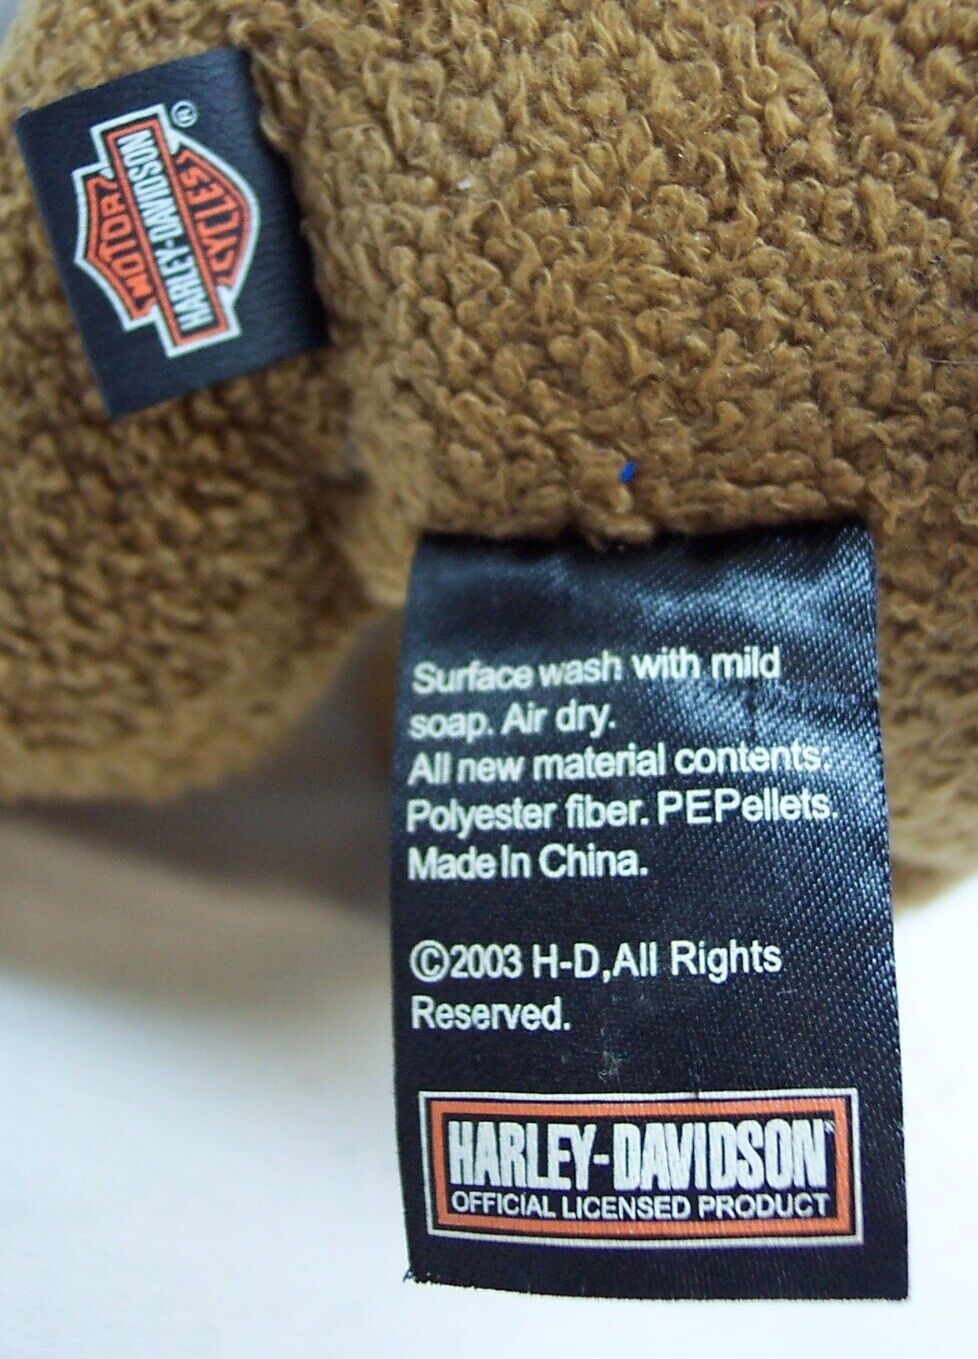 MOTOR
HARLEY-DAVIDSON
CYCLES
®
Surface wash with mild
soap. Air dry.
All new material contents:
Polyester fiber. PEPellets.
Made In China.
©2003 H-D,All Rights
Reserved.
HARLEY-DAVIDSON
OFFICIAL LICENSED PRODUCT